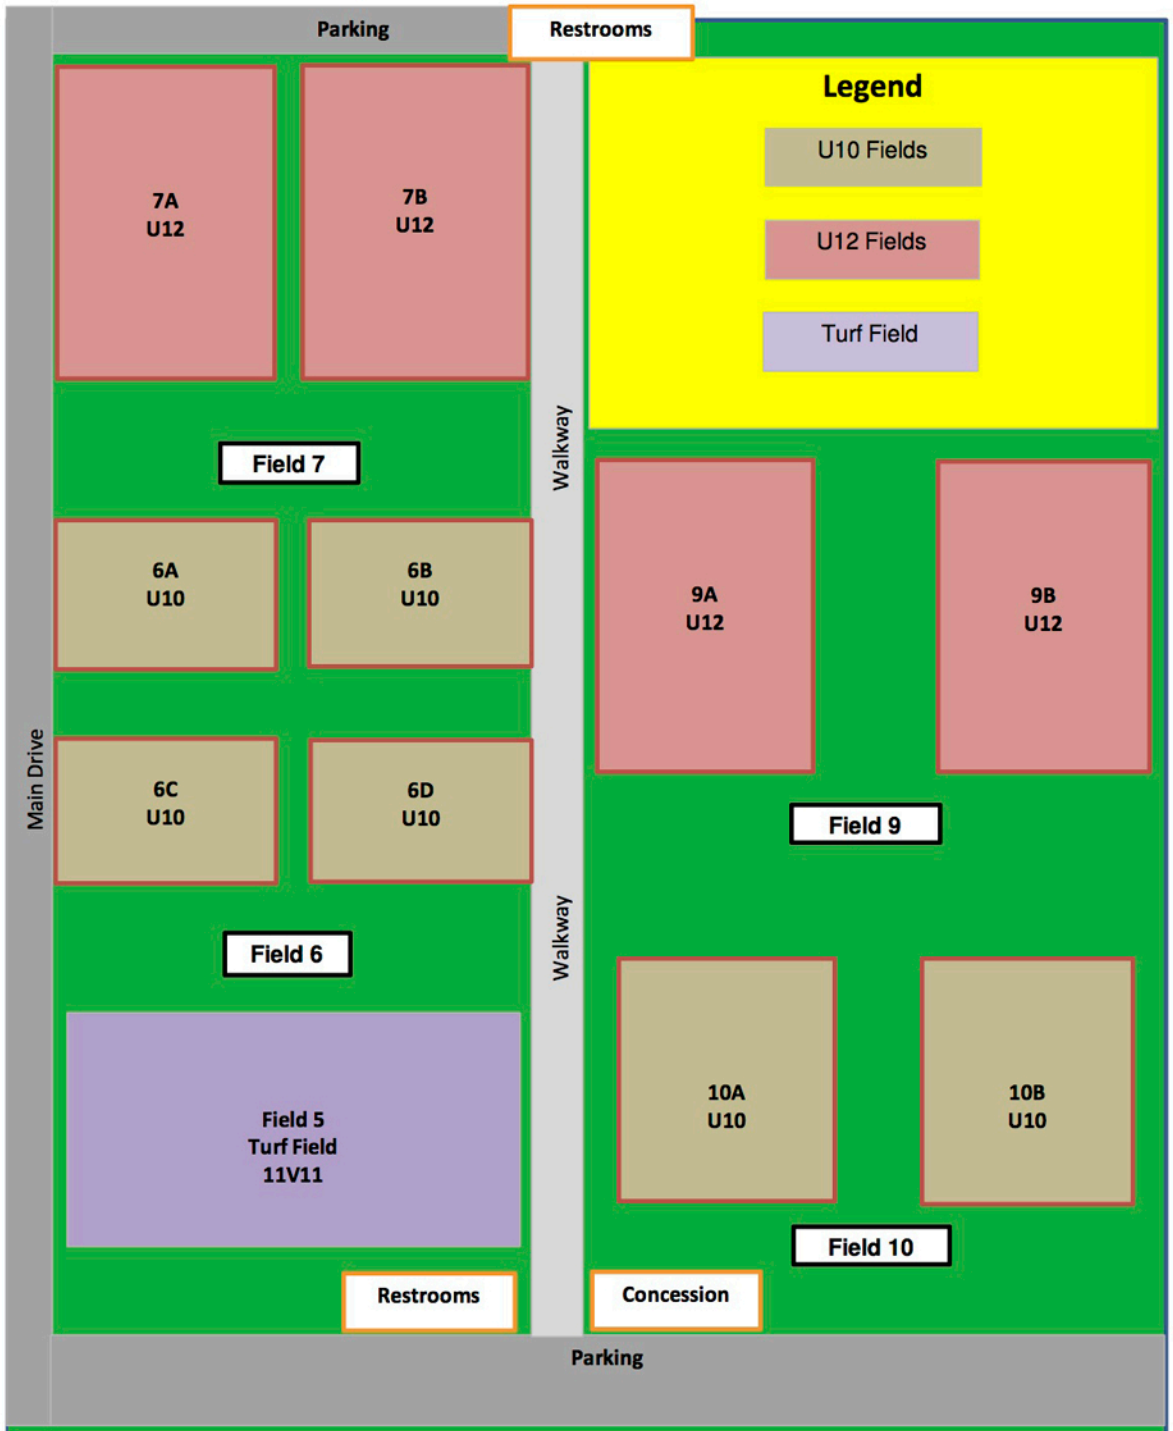 Parking
Restrooms
Legend
U10 Fields
U12 Fields
Turf Field
7A
U12
7B
U12
Field 7
Walkway
6A
U10
6B
U10
9A
U12
9B
U12
Main Drive
6C
U10
6D
U10
Field 9
Field 6
Walkway
Field 5
Turf Field
11V11
10A
U10
10B
U10
Field 10
Restrooms
Concession
Parking